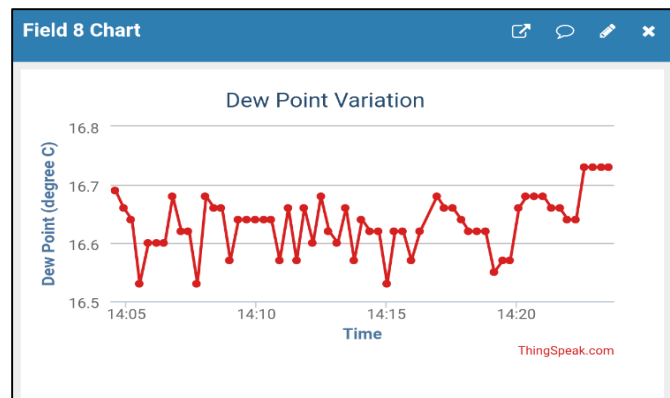 Field 8 Chart
Dew Point Variation
Dew Point (degree C)
16.8
16.7
16.6
16.5
14:05 14:10 14:15 14:20
Time
ThingSpeak.com